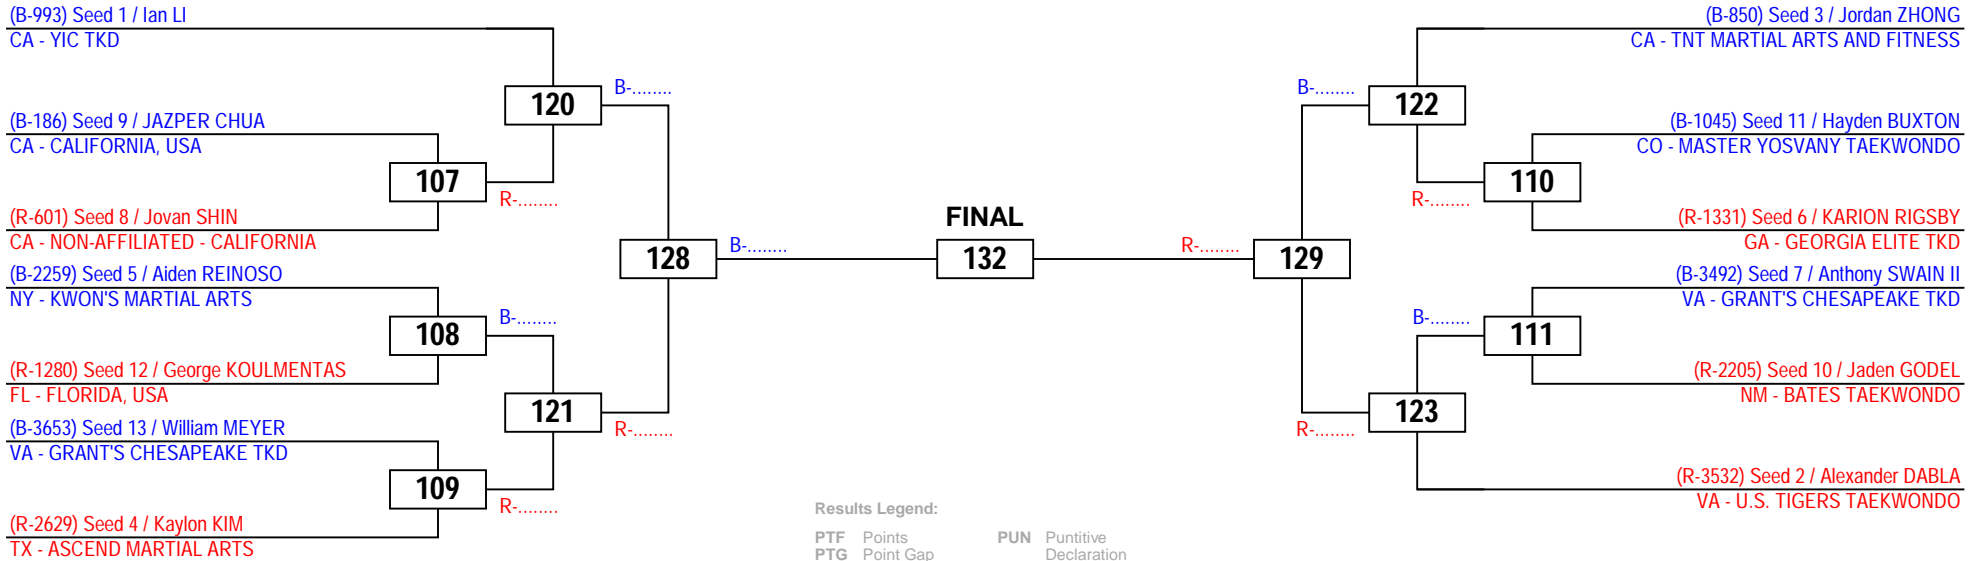 (B-993) Seed 1 / Ian LI
CA - YIC TKD
(B-186) Seed 9 / JAZPER CHUA
CA - CALIFORNIA, USA
(R-601) Seed 8 / Jovan SHIN
CA - NON-AFFILIATED - CALIFORNIA
(B-2259) Seed 5 / Aiden REINOSO
NY - KWON'S MARTIAL ARTS
(R-1280) Seed 12 / George KOULMENTAS
FL - FLORIDA, USA
(B-3653) Seed 13 / William MEYER
VA - GRANT'S CHESAPEAKE TKD
(R-2629) Seed 4 / Kaylon KIM
TX - ASCEND MARTIAL ARTS
107
R-........
108
B-........
109
R-........
120
B-........
121
R-........
128
B-........
FINAL
132
R-........
129
B-........
122
R-........
123
R-........
110
B-........
111
(B-850) Seed 3 / Jordan ZHONG
CA - TNT MARTIAL ARTS AND FITNESS
(B-1045) Seed 11 / Hayden BUXTON
CO - MASTER YOSVANY TAEKWONDO
(R-1331) Seed 6 / KARION RIGSBY
GA - GEORGIA ELITE TKD
(B-3492) Seed 7 / Anthony SWAIN II
VA - GRANT'S CHESAPEAKE TKD
(R-2205) Seed 10 / Jaden GODEL
NM - BATES TAEKWONDO
(R-3532) Seed 2 / Alexander DABLA
VA - U.S. TIGERS TAEKWONDO
Results Legend:
PTF Points
PTG Point Gap
PUN Puntitive
Declaration